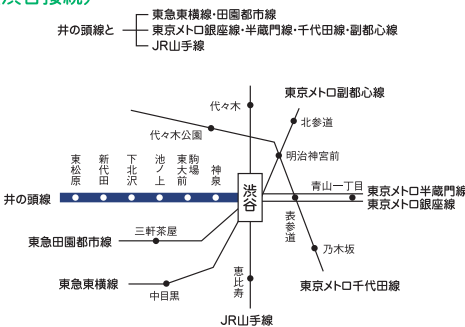 井の頭線と
東急東横線・田園都市線
東京メトロ銀座線・半蔵門線・千代田線・副都心線
JR山手線
代々木
東京メトロ副都心線
代々木公園
北参道
明治神宮前
東松原
新代田
下北沢
池ノ上
駒場東大前
神泉
渋谷
青山一丁目
井の頭線
東京メトロ半蔵門線
東京メトロ銀座線
表参道
三軒茶屋
東急田園都市線
乃木坂
恵比寿
東急東横線
中目黒
東京メトロ千代田線
JR山手線